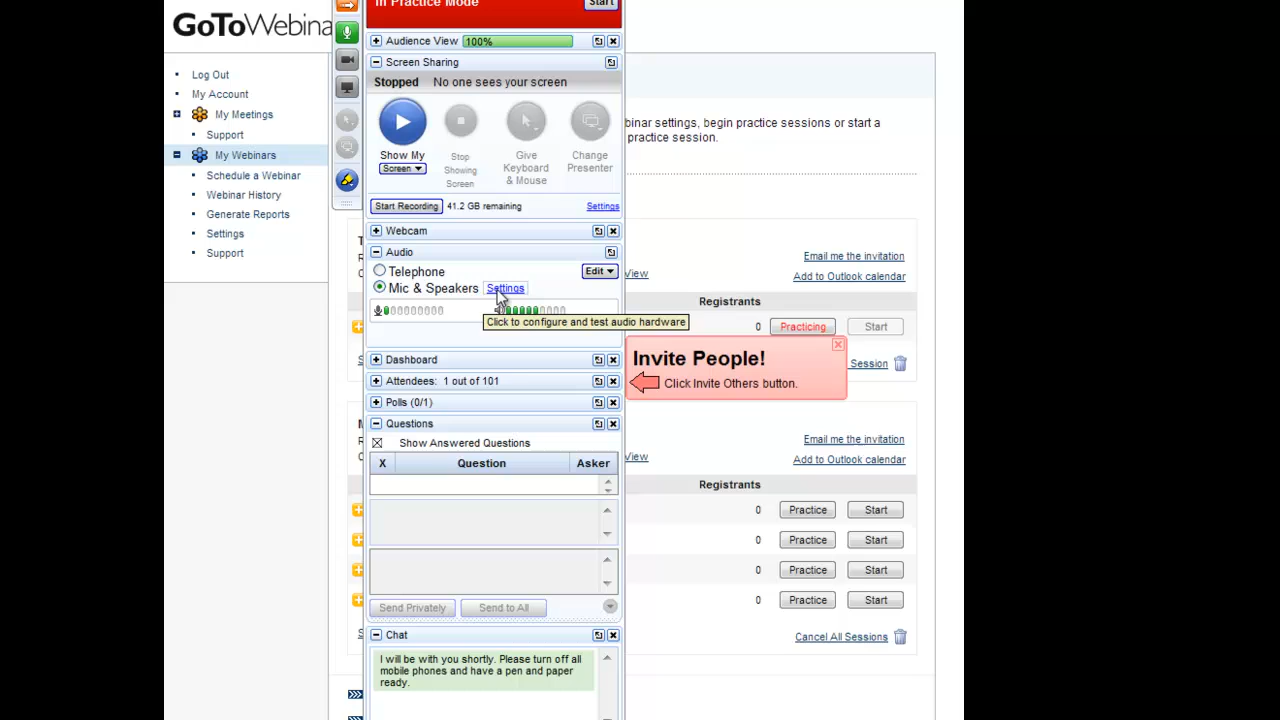 GoToWebina
Log Out
My Account
My Meetings
Support
My Webinars
Schedule a Webinar
Webinar History
Generate Reports
Settings
Support
In Practice Mode
Start
Audience View 100%
Screen Sharing
Stopped No one sees your screen
Show My
Screen
Stop
Showing
Screen
Give
Keyboard
& Mouse
Change
Presenter
Start Recording 41.2 GB remaining Settings
Webcam
Audio
Telephone Edit
Mic & Speakers Settings
Click to configure and test audio hardware
Dashboard
Attendees: 1 out of 101
Polls (0/1)
Questions
Show Answered Questions
X Question Asker
Send Privately Send to All
Chat
I will be with you shortly. Please turn off all
mobile phones and have a pen and paper
ready.
binar settings, begin practice sessions or start a
practice session.
Email me the invitation
View Add to Outlook calendar
Registrants
0 Practicing Start
Session
Invite People!
Click Invite Others button.
Email me the invitation
View Add to Outlook calendar
Registrants
0 Practice Start
0 Practice Start
0 Practice Start
0 Practice Start
Cancel All Sessions